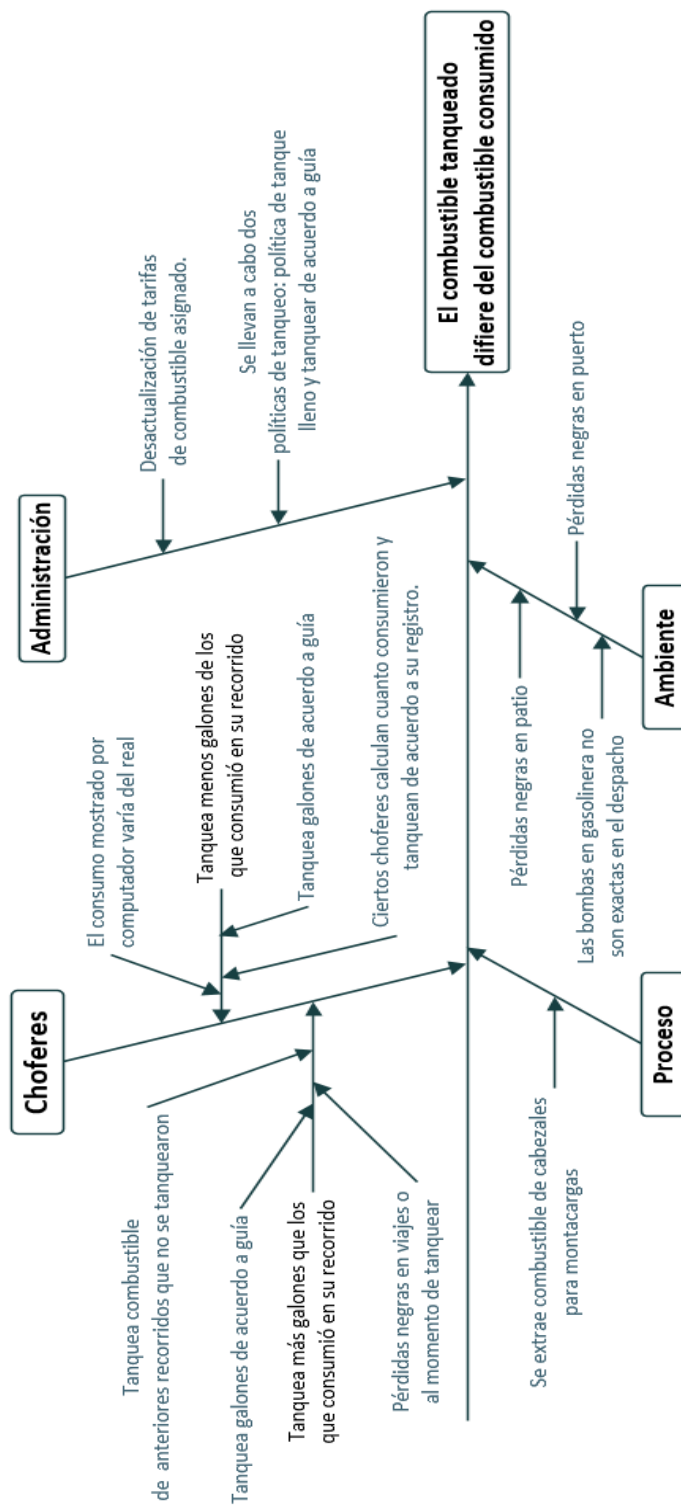 Choferes
Administración
El consumo mostrado por
computador varía del real
Desactualización de tarifas
de combustible asignado.
Tanquea combustible
de anteriores recorridos que no se tanquearon
Tanquea menos galones de los
que consumió en su recorrido
Se llevan a cabo dos
políticas de tanqueo: política de tanque
lleno y tanquear de acuerdo a guía
Tanquea galones de acuerdo a guía
Tanquea galones de acuerdo a guía
Tanquea más galones que los
que consumió en su recorrido
Ciertos choferes calculan cuanto consumieron y
tanquean de acuerdo a su registro.
Pérdidas negras en viajes o
al momento de tanquear
El combustible tanqueado
difiere del combustible consumido
Se extrae combustible de cabezales
para montacargas
Pérdidas negras en patio
Pérdidas negras en puerto
Las bombas en gasolinera no
son exactas en el despacho
Proceso
Ambiente